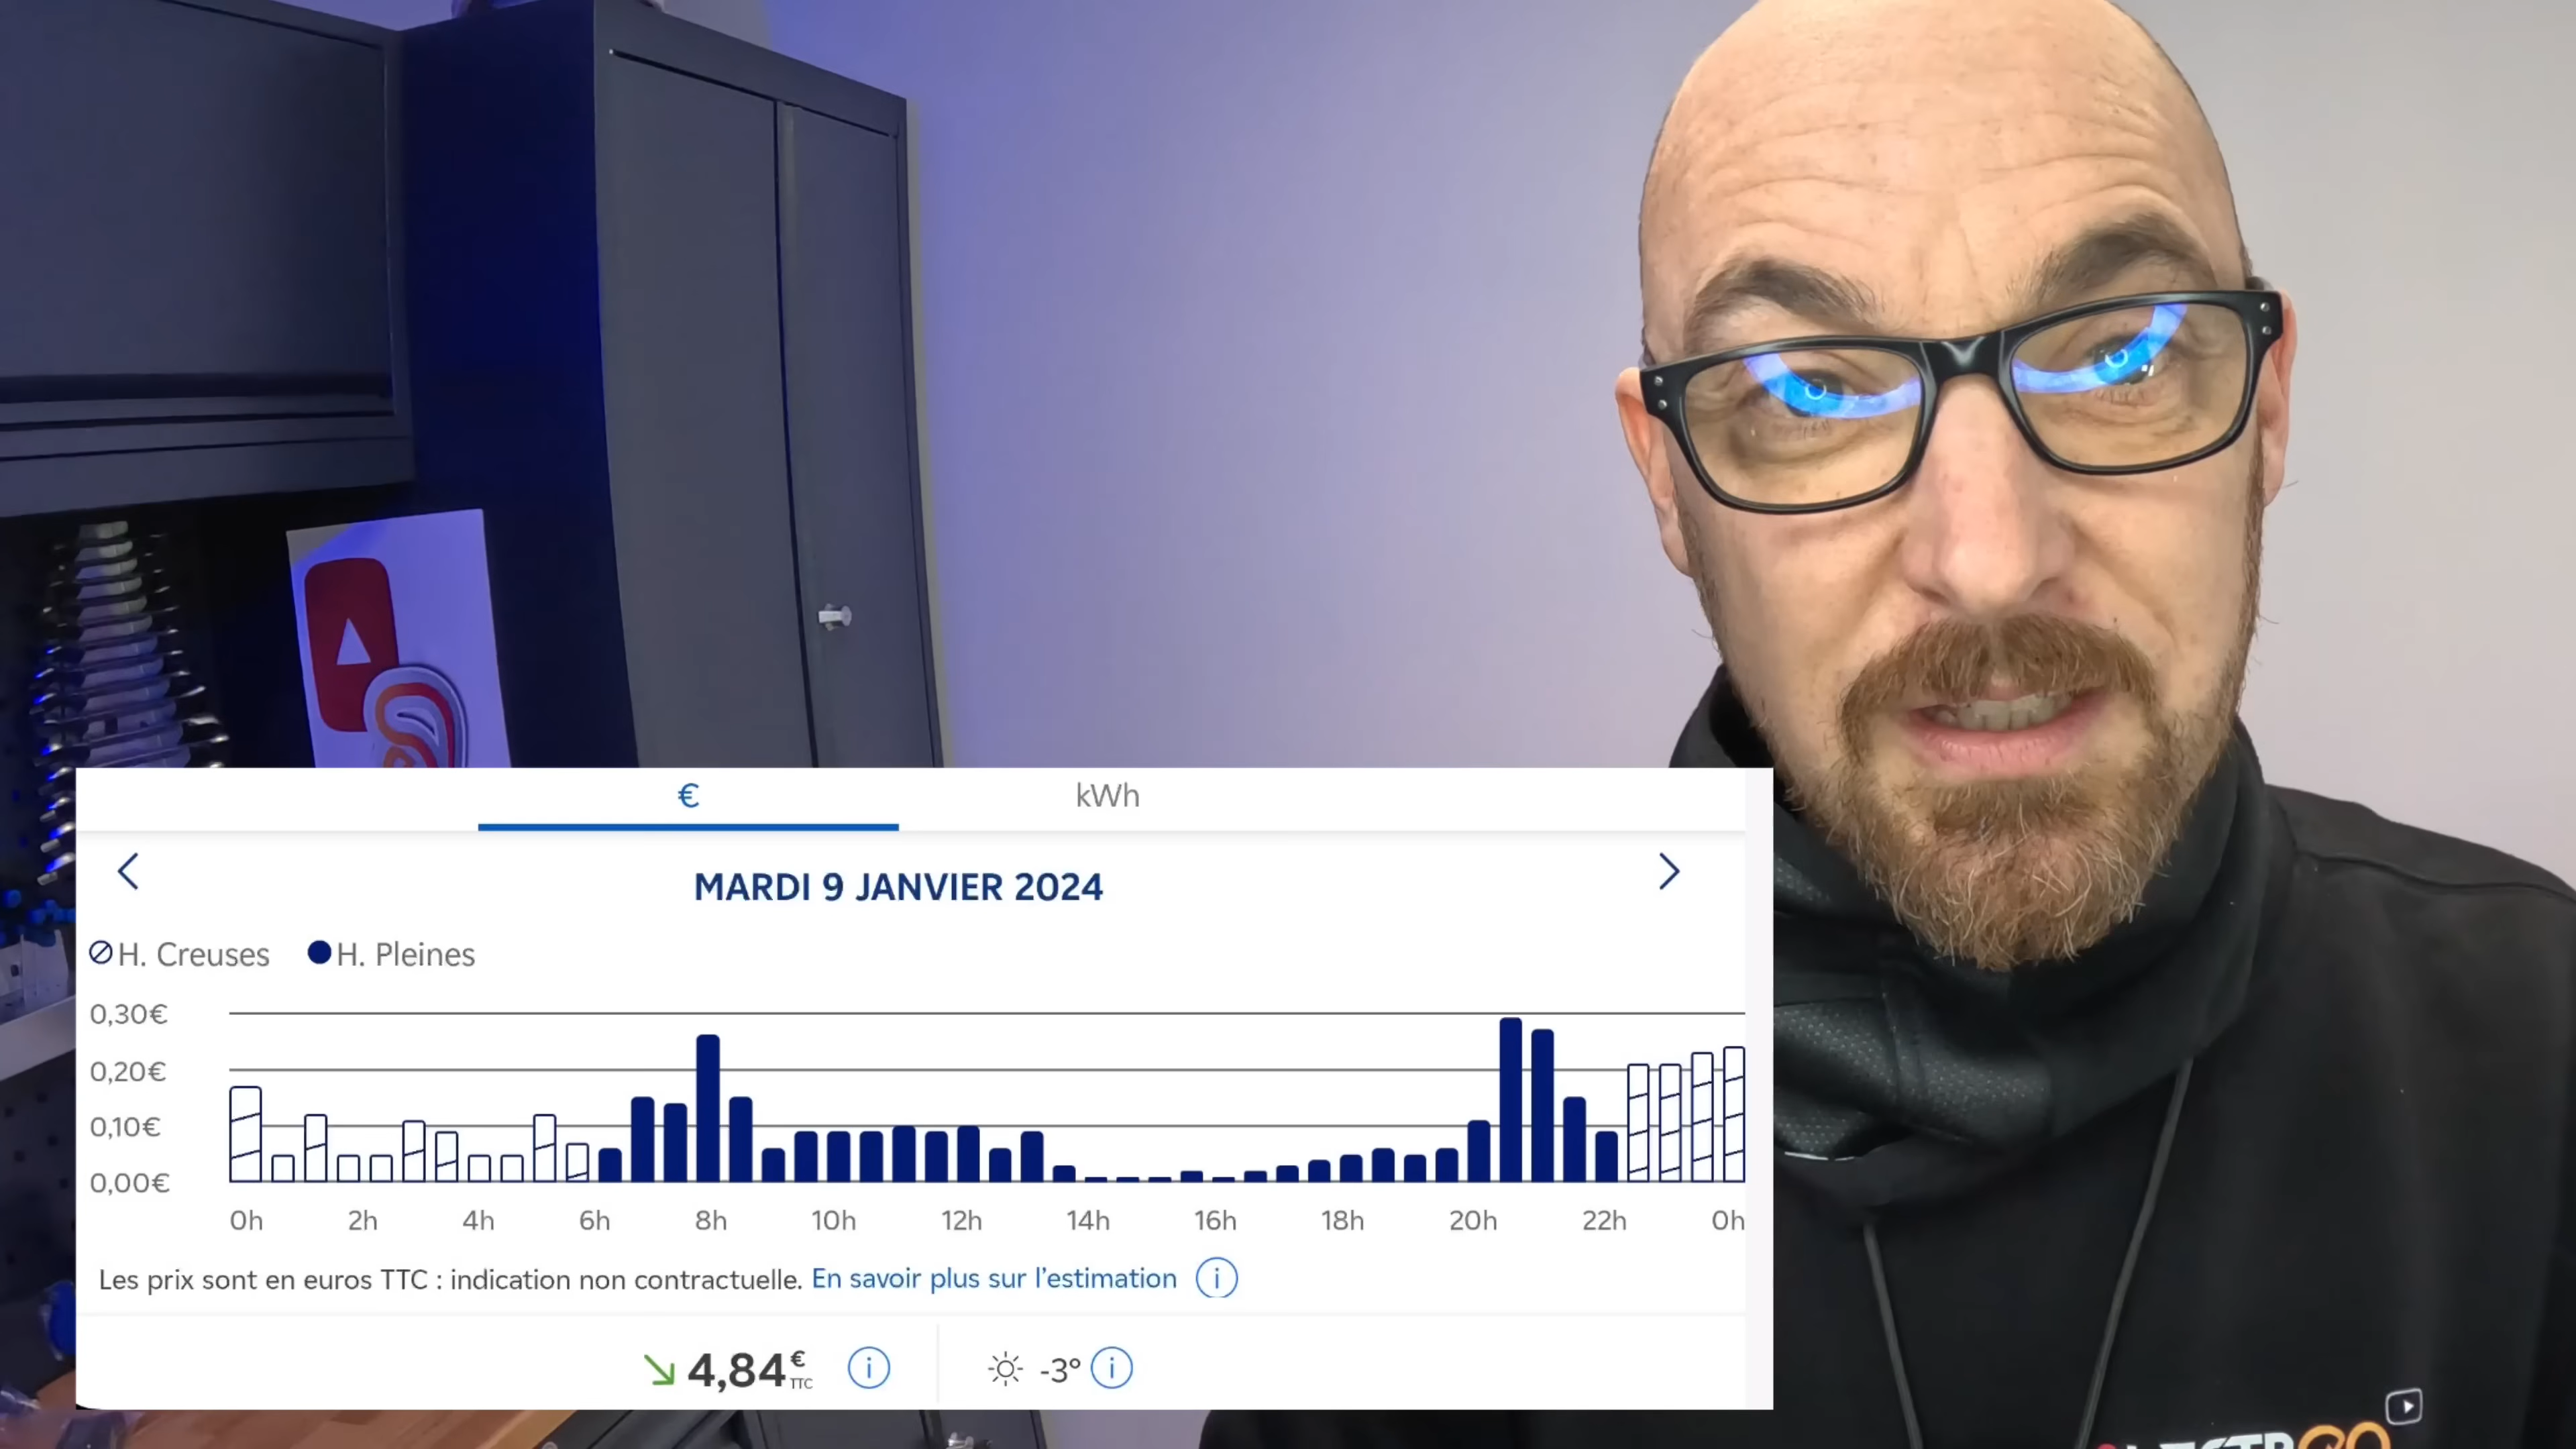 € kWh
MARDI 9 JANVIER 2024
H. Creuses H. Pleines
0,30€
0,20€
0,10€
0,00€
0h 2h 4h 6h 8h 10h 12h 14h 16h 18h 20h 22h 0h
Les prix sont en euros TTC : indication non contractuelle. En savoir plus sur l'estimation i
4,84 € TTC i -3° i